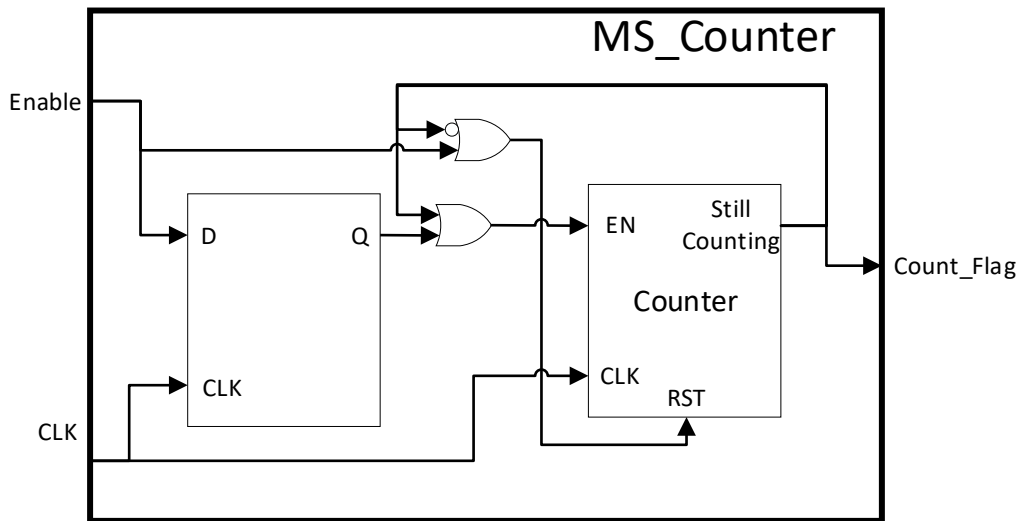 MS_Counter
Enable
D
Q
CLK
EN
Still
Counting
Counter
CLK
RST
Count_Flag
CLK